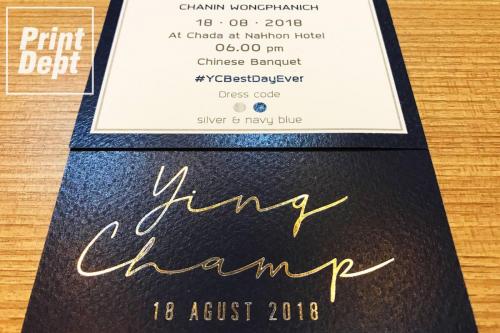 Print
Dept
CHANIN WONGPHANICH
18 · 08 · 2018
At Chada at Nakhon Hotel
06.00 pm
Chinese Banquet
#YCBestDayEver
Dress code
silver & navy blue
Ying
Champ
18 AGUST 2018